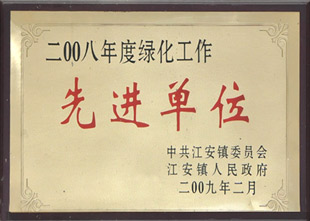 二00八年度绿化工作
先进单位
中共江安镇委员会
江安镇人民政府
二00九年二月